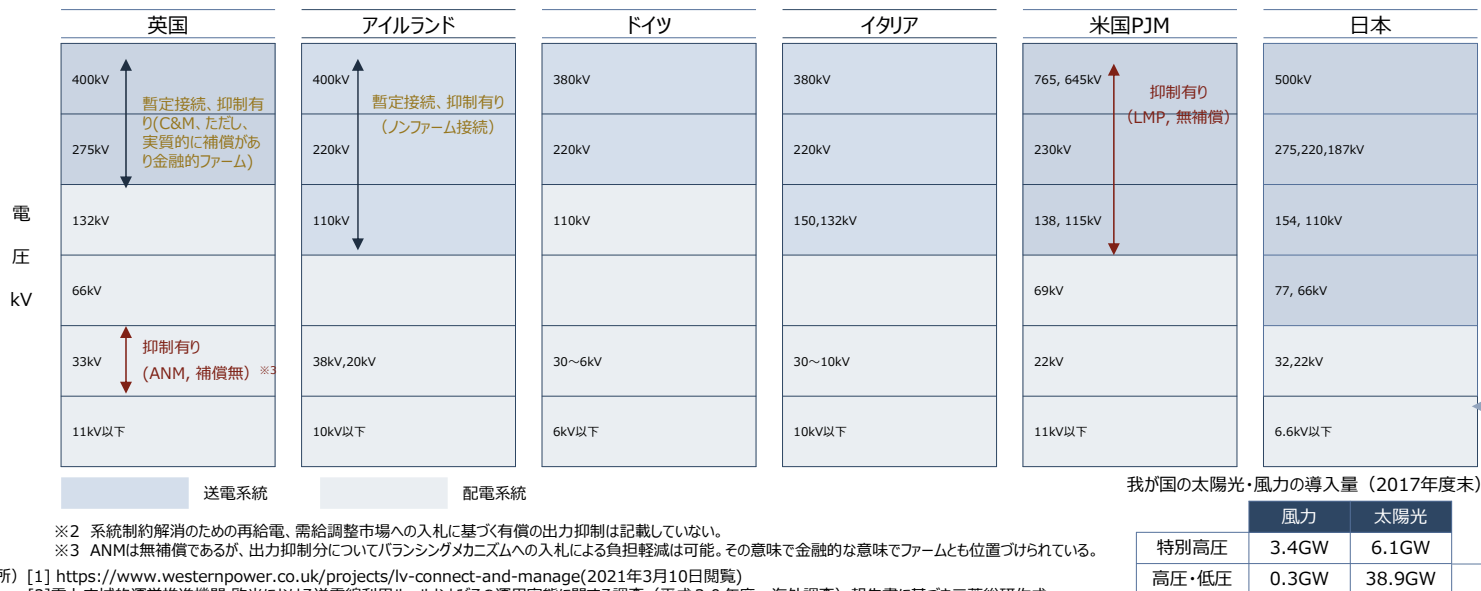 英国
アイルランド
ドイツ
イタリア
米国PJM
日本
電
圧
kV
400kV
275kV
132kV
66kV
33kV
11kV以下
暫定接続、抑制有
り(C&M、ただし、
実質的に補償があ
り金融的ファーム)
抑制有り
(ANM, 補償無) ※3
400kV
220kV
110kV
38kV,20kV
10kV以下
暫定接続、抑制有り
（ノンファーム接続）
380kV
220kV
110kV
30～6kV
6kV以下
380kV
220kV
150,132kV
30～10kV
10kV以下
765, 645kV
230kV
138, 115kV
69kV
22kV
11kV以下
抑制有り
（LMP, 無補償）
500kV
275,220,187kV
154, 110kV
77, 66kV
32,22kV
6.6kV以下
送電系統
配電系統
※2 系統制約解消のための再給電、需給調整市場への入札に基づく有償の出力抑制は記載していない。
※3 ANMは無補償であるが、出力抑制分についてバランシングメカニズムへの入札による負担軽減は可能。その意味で金融的な意味でファームとも位置づけられている。
所）[1] https://www.westernpower.co.uk/projects/lv-connect-and-manage(2021年3月10日閲覧)
我が国の太陽光・風力の導入量（2017年度末）
風力 太陽光
特別高圧 3.4GW 6.1GW
高圧・低圧 0.3GW 38.9GW